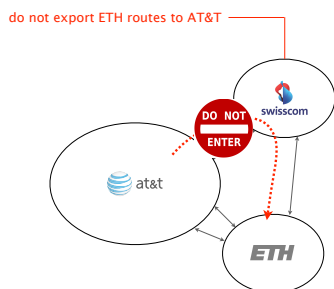 do not export ETH routes to AT&T
swisscom
DO NOT
ENTER
at&t
ETH